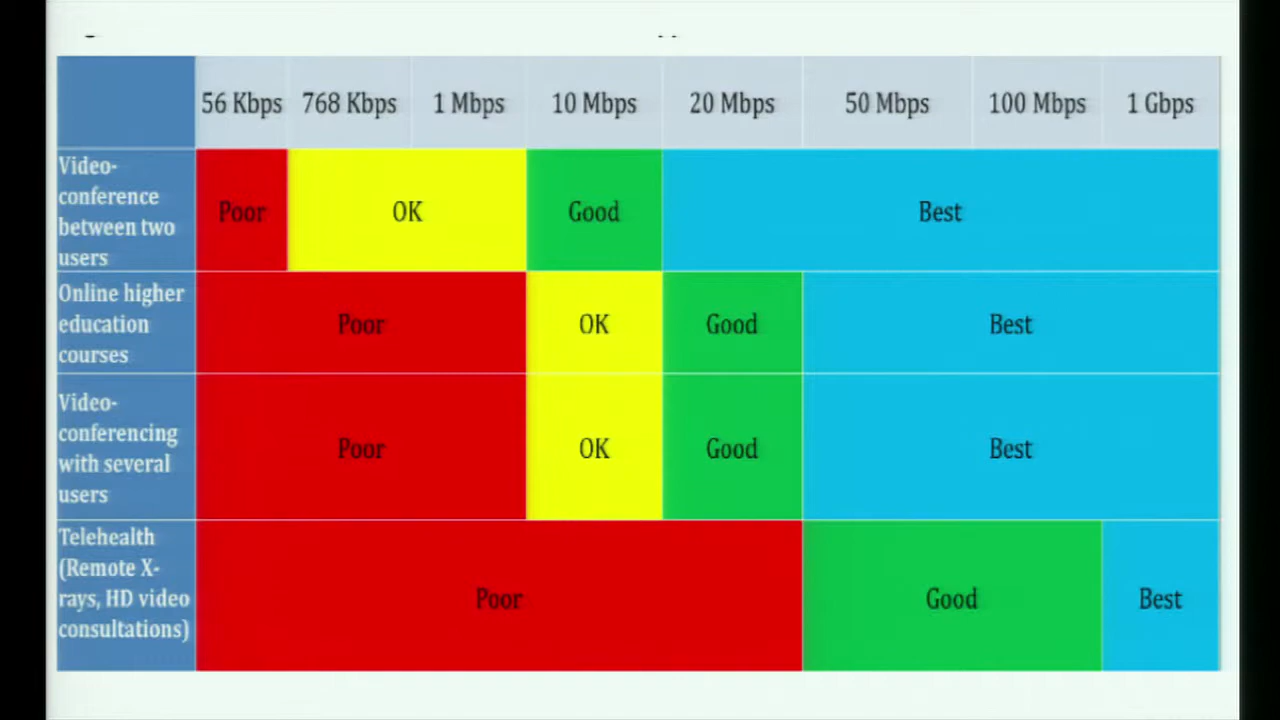 56 Kbps 768 Kbps 1 Mbps 10 Mbps 20 Mbps 50 Mbps 100 Mbps 1 Gbps
Video-
conference
between two
users
Poor OK Good Best
Online higher
education
courses
Poor OK Good Best
Video-
conferencing
with several
users
Poor OK Good Best
Telehealth
(Remote X-
rays, HD video
consultations)
Poor Good Best